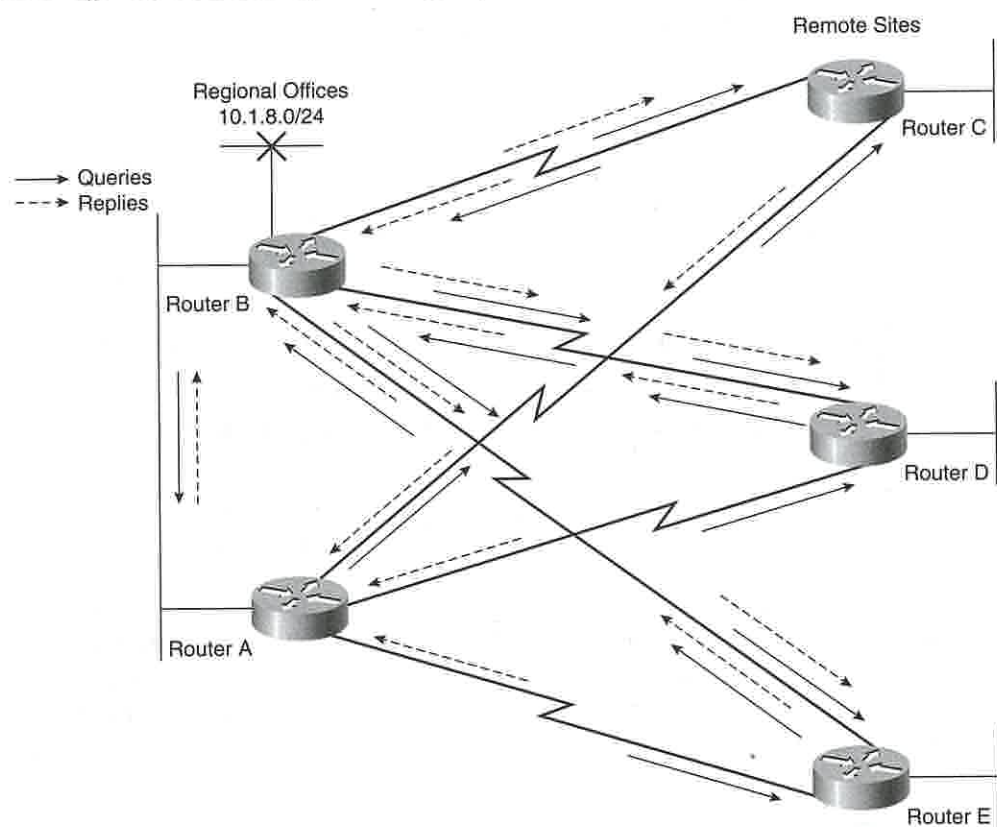 Remote Sites
Regional Offices
10.1.8.0/24
Router C
Queries
Replies
Router B
Router D
Router A
Router E